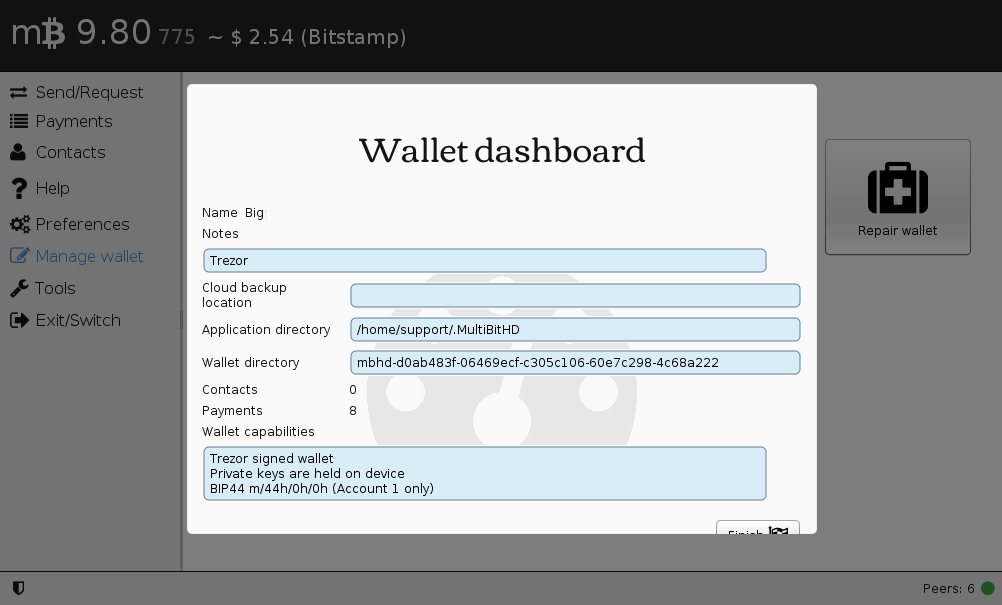 m₿ 9.80 775 ~ $ 2.54 (Bitstamp)
Send/Request
Payments
Contacts
Help
Preferences
Manage wallet
Tools
Exit/Switch
Wallet dashboard
Name Big
Notes
Trezor
Cloud backup
location
Application directory /home/support/.MultiBitHD
Wallet directory mbhd-d0ab483f-06469ecf-c305c106-60e7c298-4c68a222
Contacts 0
Payments 8
Wallet capabilities
Trezor signed wallet
Private keys are held on device
BIP44 m/44h/0h/0h (Account 1 only)
Finish
Repair wallet
Peers: 6